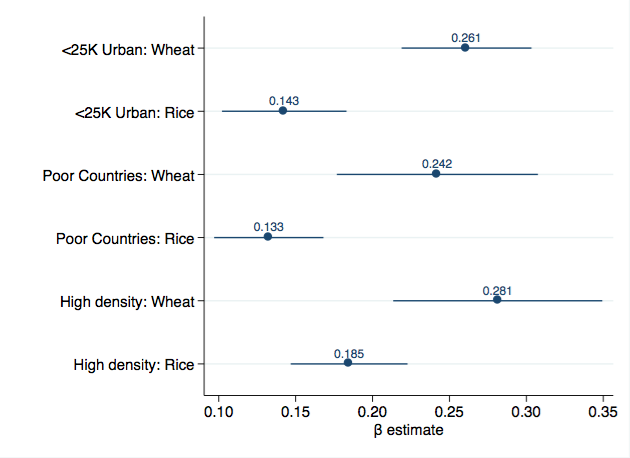 0.261
<25K Urban: Wheat
0.143
<25K Urban: Rice
0.242
Poor Countries: Wheat
0.133
Poor Countries: Rice
0.281
High density: Wheat
0.185
High density: Rice
0.10 0.15 0.20 0.25 0.30 0.35
β estimate